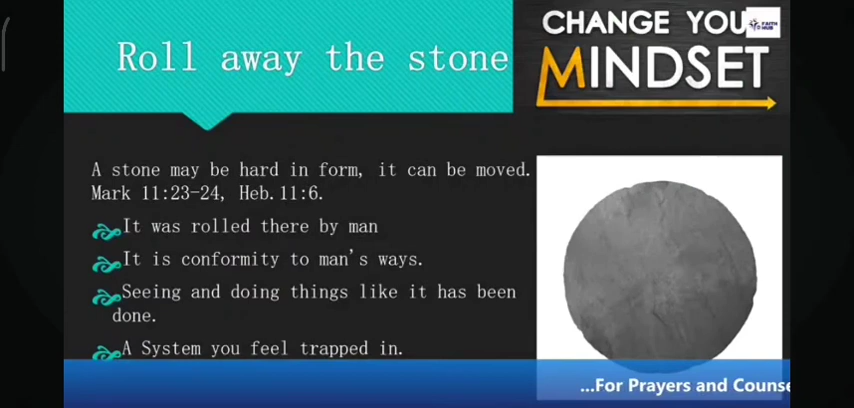 Roll away the stone
CHANGE YOU
FAITH
HUB
MINDSET
A stone may be hard in form, it can be moved.
Mark 11:23-24, Heb.11:6.
It was rolled there by man
It is conformity to man's ways.
Seeing and doing things like it has been
done.
A System you feel trapped in.
...For Prayers and Counse